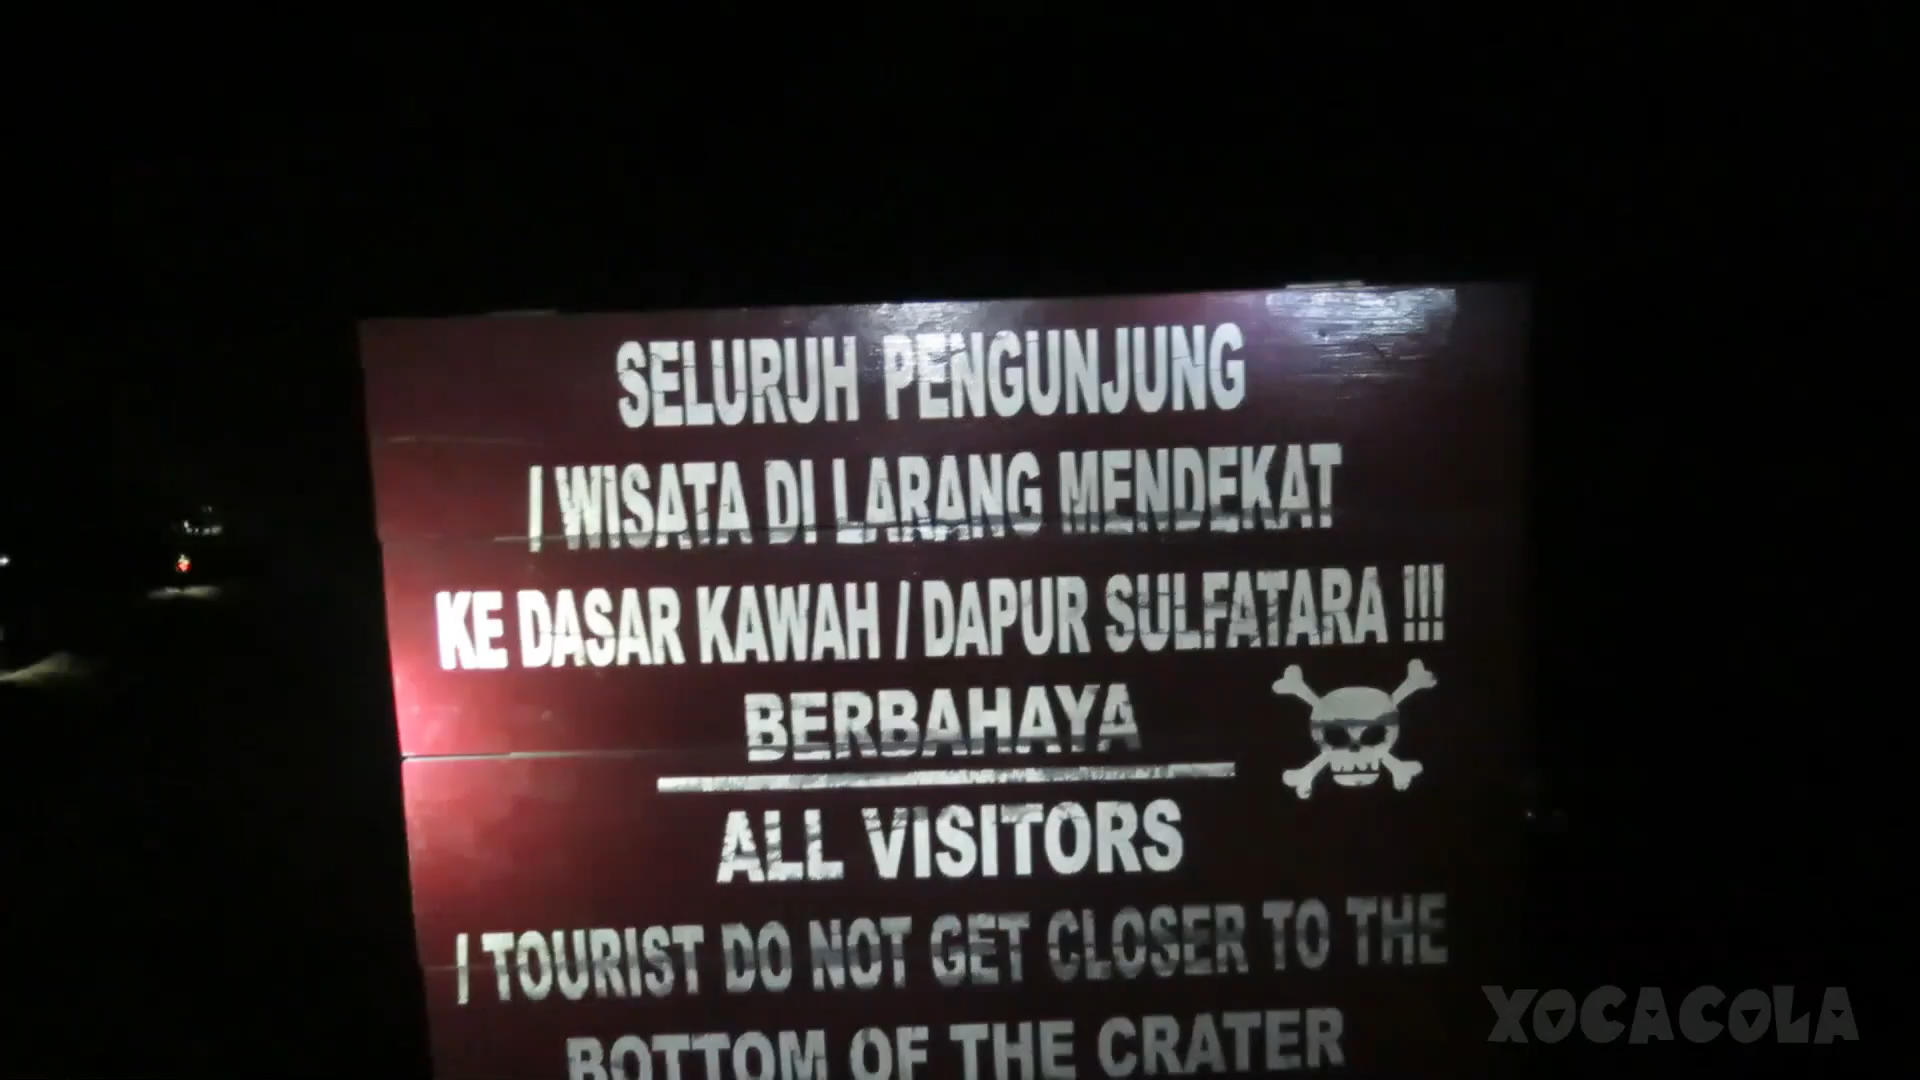 SELURUH PENGUNJUNG
/ WISATA DI LARANG MENDEKAT
KE DASAR KAWAH / DAPUR SULFATARA !!!
BERBAHAYA
ALL VISITORS
/ TOURIST DO NOT GET CLOSER TO THE
BOTTOM OF THE CRATER
XOCACOLA